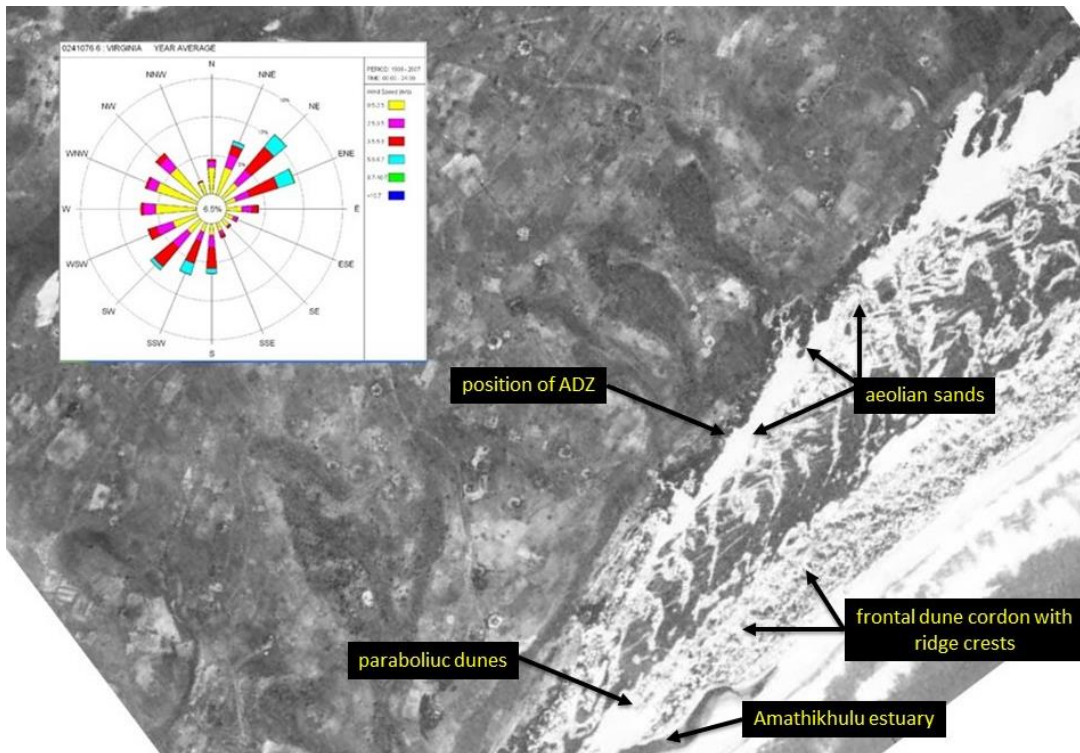 0241076 6 : VIRGINIA YEAR AVERAGE
N
NNW
NNE
NW
NE
WNW
ENE
W
6.5%
E
WSW
ESE
SW
SE
SSW
SSE
S
position of ADZ
aeolian sands
frontal dune cordon with
ridge crests
paraboliuc dunes
Amathikhulu estuary